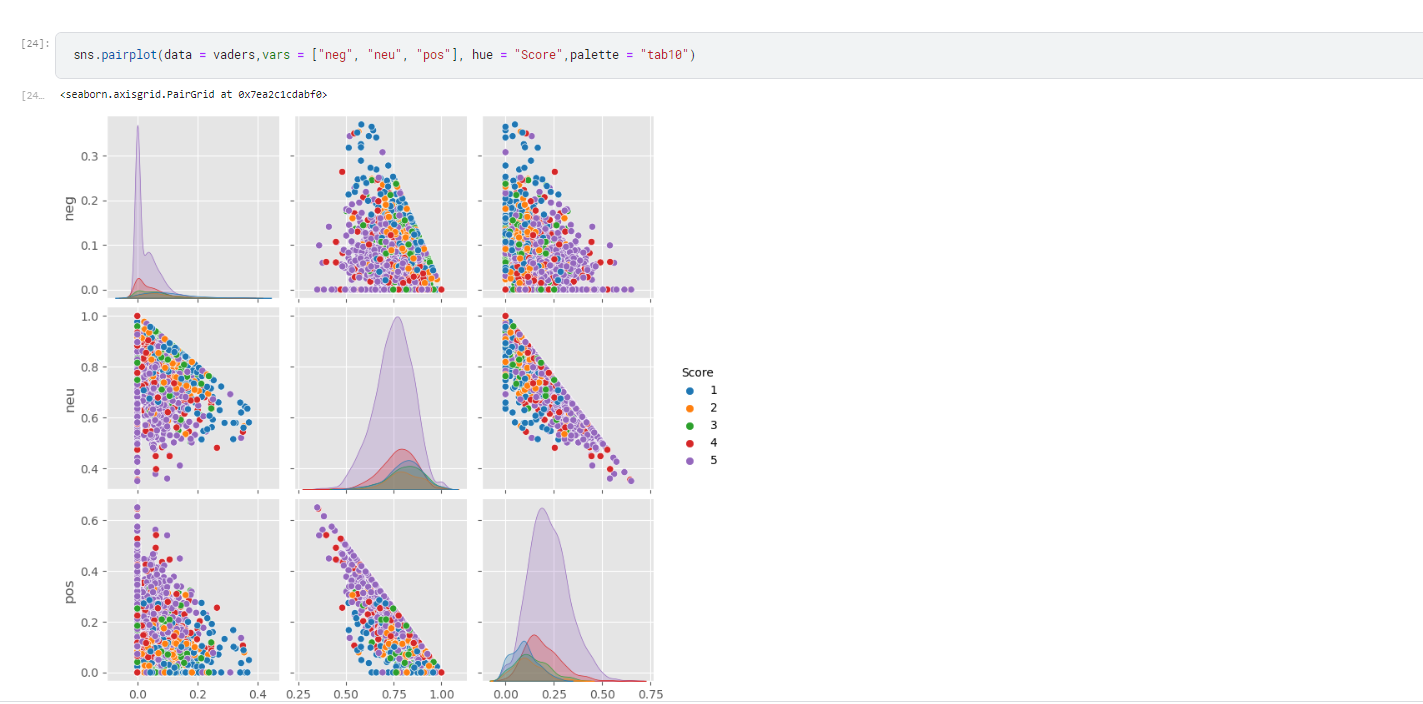 [24]:
sns.pairplot(data = vaders,vars = ["neg", "neu", "pos"], hue = "Score",palette = "tab10")
[24…
<seaborn.axisgrid.PairGrid at 0x7ea2c1cdabf0>
neg
0.3
0.2
0.1
0.0
neu
1.0
0.8
0.6
0.4
pos
0.6
0.4
0.2
0.0
0.0 0.2 0.4
0.25 0.50 0.75 1.00
0.00 0.25 0.50 0.75
Score
1
2
3
4
5